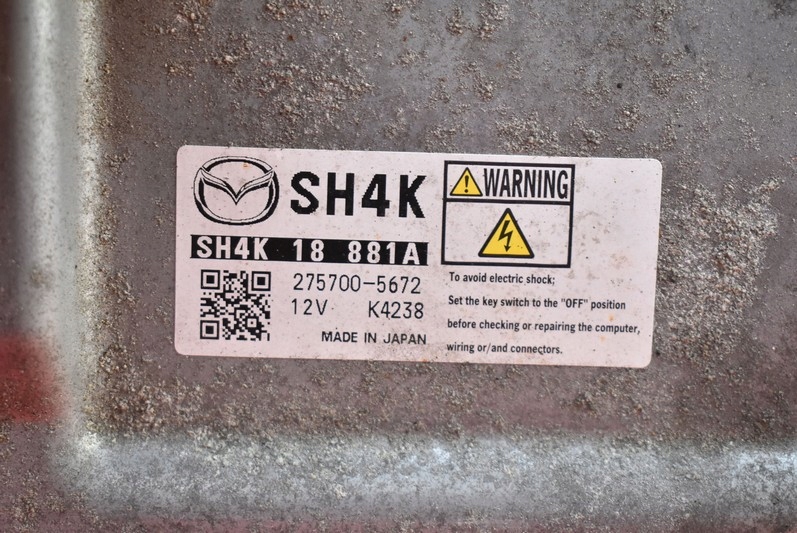 SH4K
SH4K 18 881A
275700-5672
12V K4238
MADE IN JAPAN
WARNING
To avoid electric shock;
Set the key switch to the "OFF" position
before checking or repairing the computer,
wiring or/and connectors.